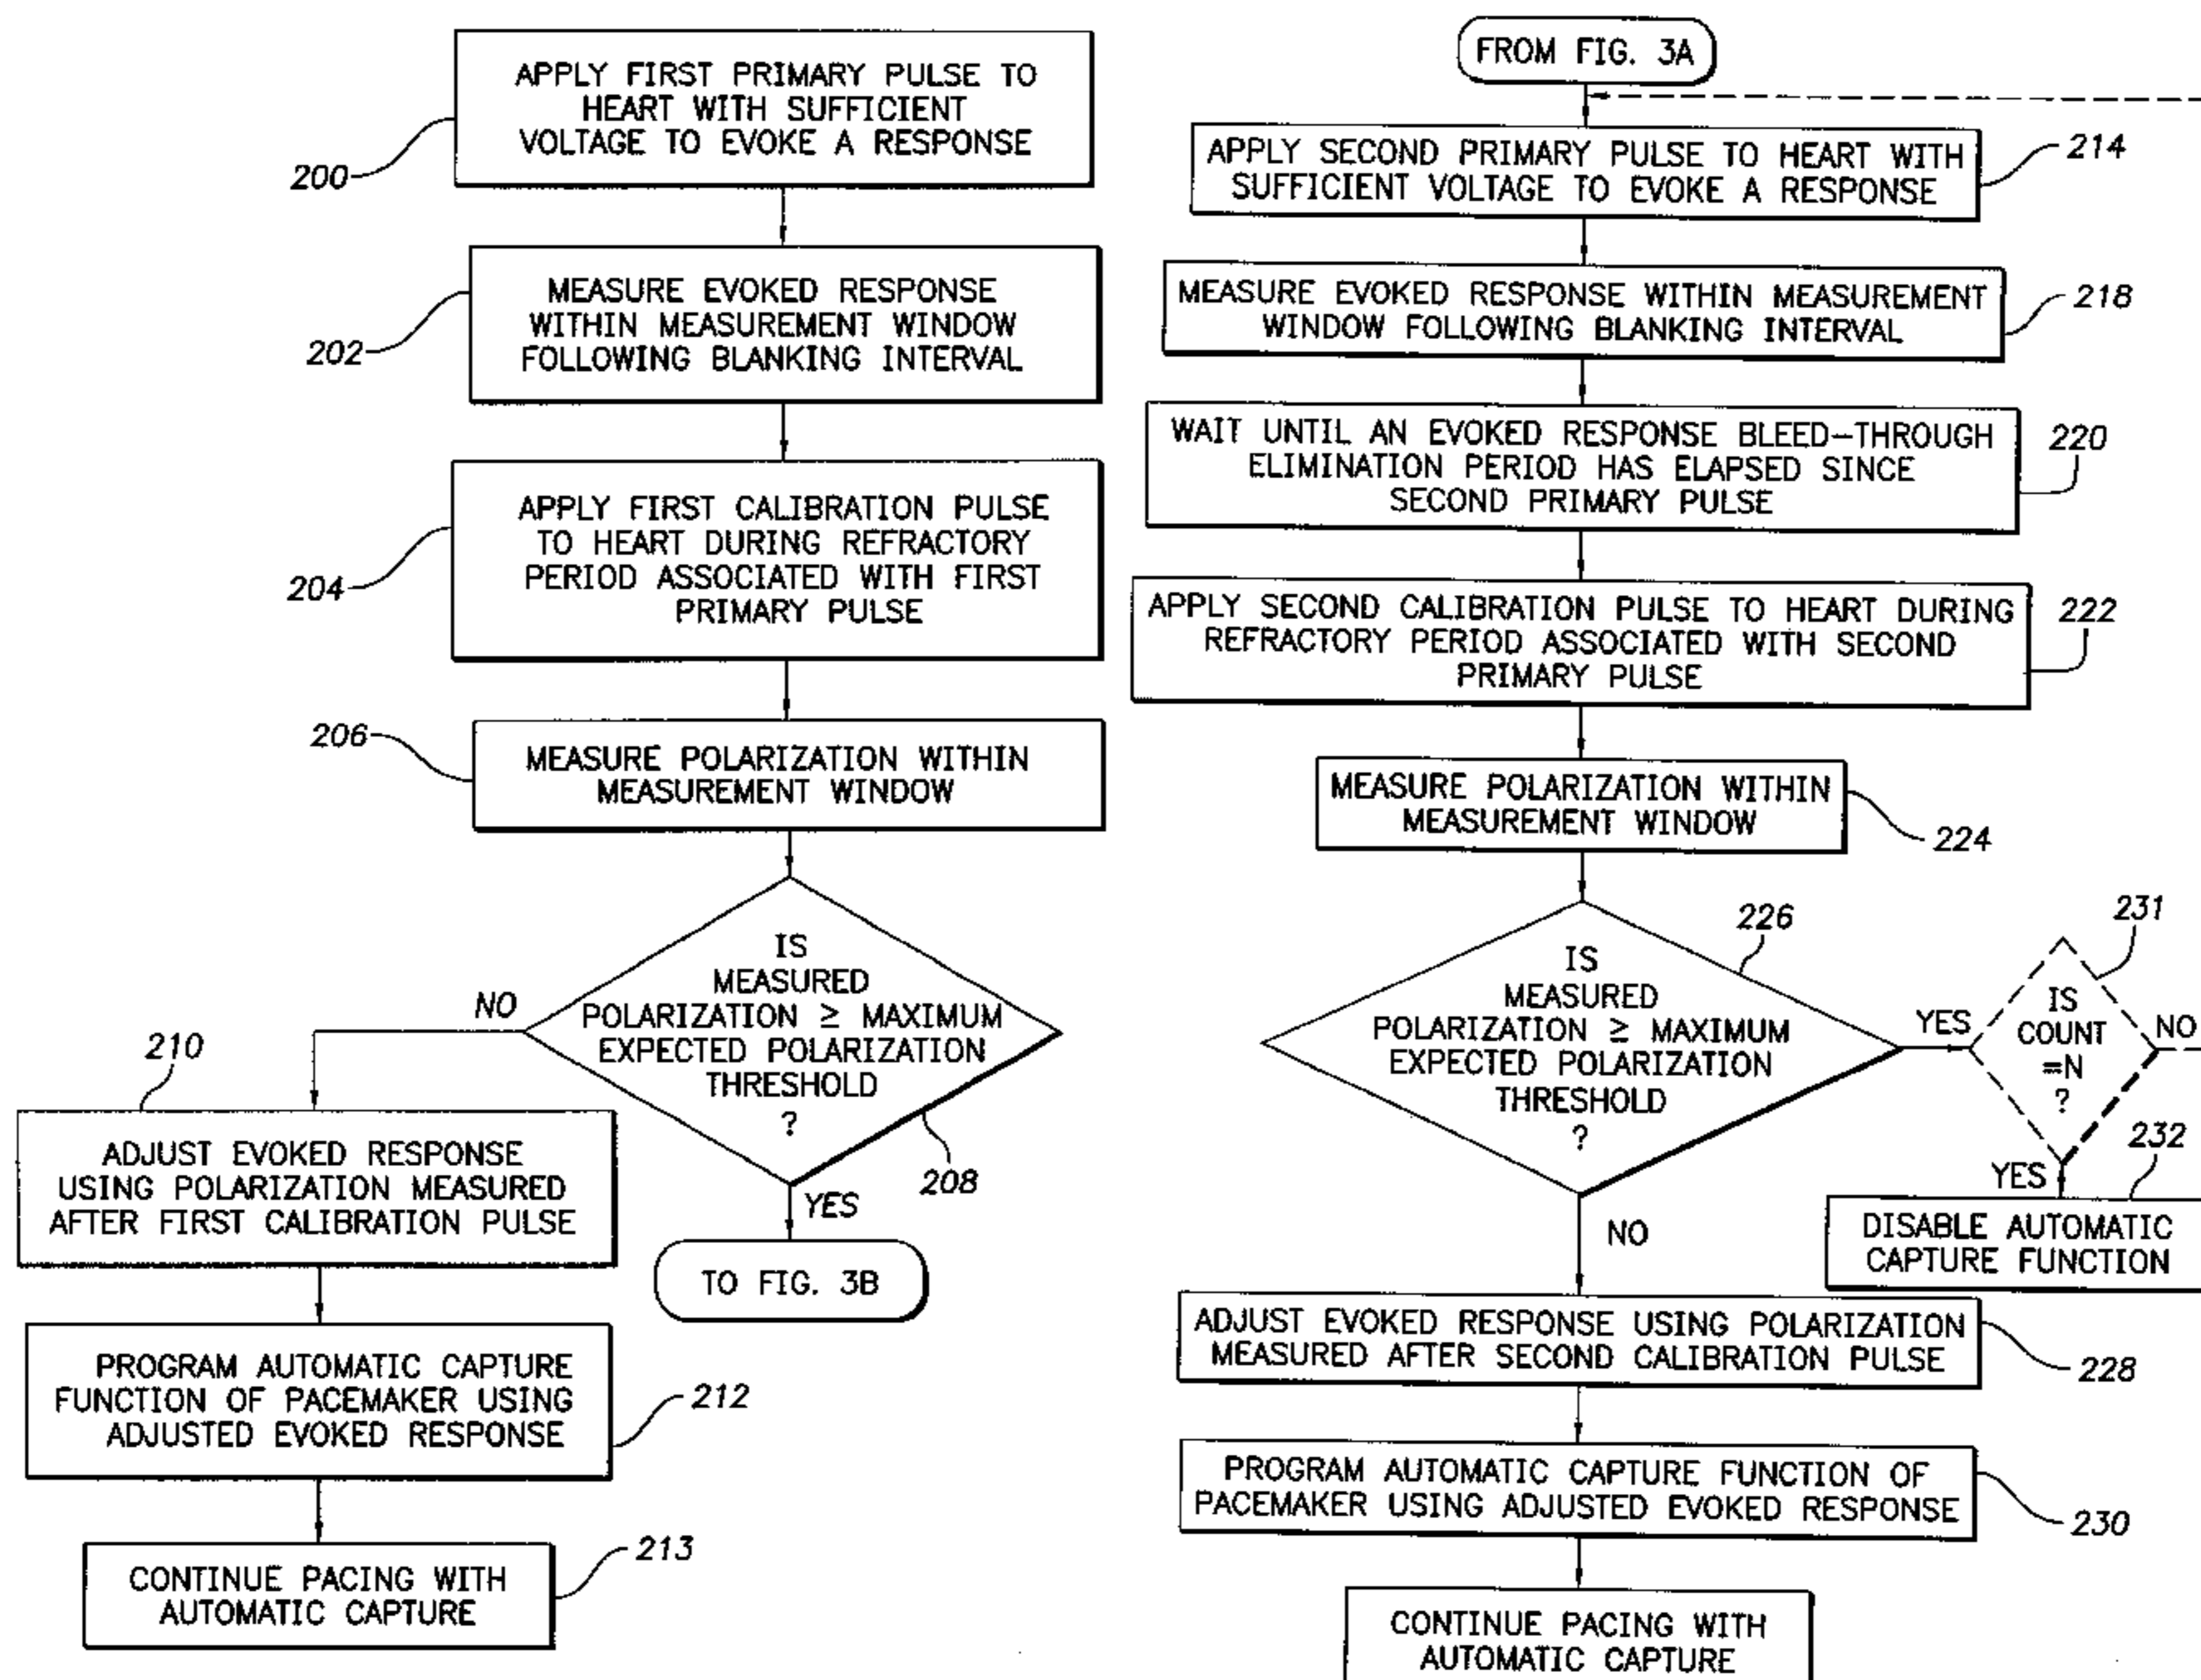 APPLY FIRST PRIMARY PULSE TO
HEART WITH SUFFICIENT
VOLTAGE TO EVOKE A RESPONSE
200
MEASURE EVOKED RESPONSE
WITHIN MEASUREMENT WINDOW
FOLLOWING BLANKING INTERVAL
202
APPLY FIRST CALIBRATION PULSE
TO HEART DURING REFRACTORY
PERIOD ASSOCIATED WITH FIRST
PRIMARY PULSE
204
206
MEASURE POLARIZATION WITHIN
MEASUREMENT WINDOW
IS
MEASURED
POLARIZATION ≥ MAXIMUM
EXPECTED POLARIZATION
THRESHOLD
?
208
NO
YES
TO FIG. 3B
210
ADJUST EVOKED RESPONSE
USING POLARIZATION MEASURED
AFTER FIRST CALIBRATION PULSE
PROGRAM AUTOMATIC CAPTURE
FUNCTION OF PACEMAKER USING
ADJUSTED EVOKED RESPONSE
212
CONTINUE PACING WITH
AUTOMATIC CAPTURE
213
FROM FIG. 3A
APPLY SECOND PRIMARY PULSE TO HEART WITH
SUFFICIENT VOLTAGE TO EVOKE A RESPONSE
214
MEASURE EVOKED RESPONSE WITHIN MEASUREMENT
WINDOW FOLLOWING BLANKING INTERVAL
218
WAIT UNTIL AN EVOKED RESPONSE BLEED-THROUGH
ELIMINATION PERIOD HAS ELAPSED SINCE
SECOND PRIMARY PULSE
220
APPLY SECOND CALIBRATION PULSE TO HEART DURING
REFRACTORY PERIOD ASSOCIATED WITH SECOND
PRIMARY PULSE
222
MEASURE POLARIZATION WITHIN
MEASUREMENT WINDOW
224
IS
MEASURED
POLARIZATION ≥ MAXIMUM
EXPECTED POLARIZATION
THRESHOLD
?
226
YES
231
IS
COUNT
=N
?
NO
YES
232
DISABLE AUTOMATIC
CAPTURE FUNCTION
NO
ADJUST EVOKED RESPONSE USING POLARIZATION
MEASURED AFTER SECOND CALIBRATION PULSE
228
PROGRAM AUTOMATIC CAPTURE FUNCTION OF
PACEMAKER USING ADJUSTED EVOKED RESPONSE
230
CONTINUE PACING WITH
AUTOMATIC CAPTURE